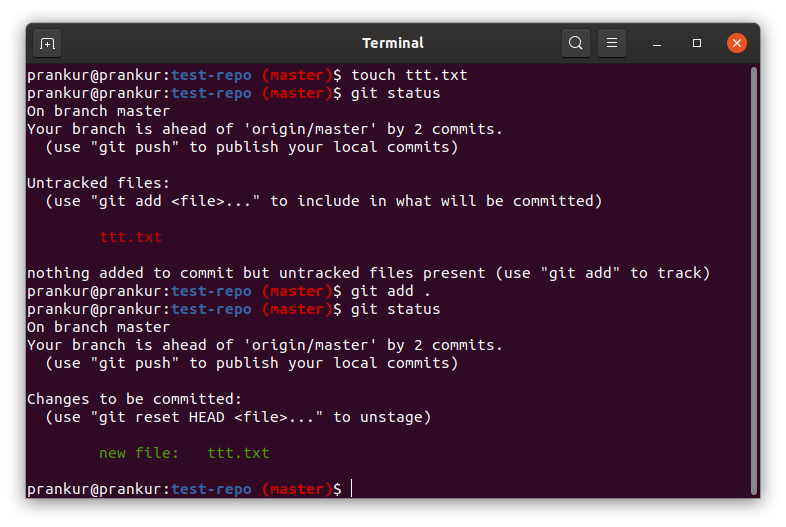 Terminal
prankur@prankur:test-repo (master)$ touch ttt.txt
prankur@prankur:test-repo (master)$ git status
On branch master
Your branch is ahead of 'origin/master' by 2 commits.
  (use "git push" to publish your local commits)

Untracked files:
  (use "git add <file>..." to include in what will be committed)

        ttt.txt

nothing added to commit but untracked files present (use "git add" to track)
prankur@prankur:test-repo (master)$ git add .
prankur@prankur:test-repo (master)$ git status
On branch master
Your branch is ahead of 'origin/master' by 2 commits.
  (use "git push" to publish your local commits)

Changes to be committed:
  (use "git reset HEAD <file>..." to unstage)

        new file:   ttt.txt

prankur@prankur:test-repo (master)$